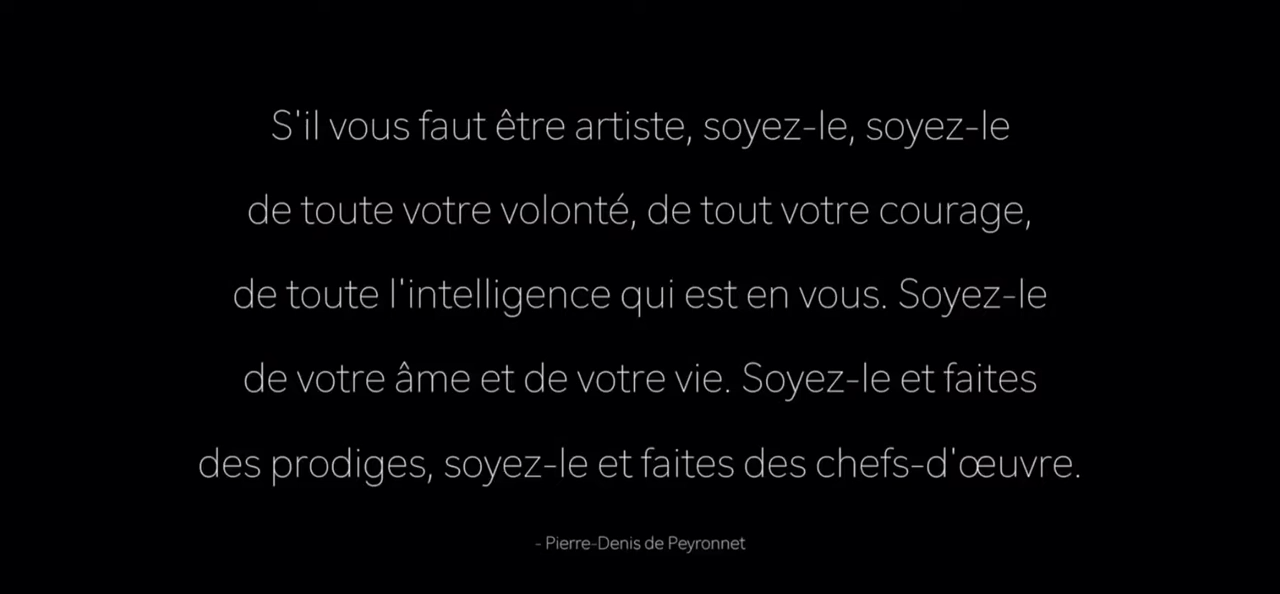 S'il vous faut être artiste, soyez-le, soyez-le
de toute votre volonté, de tout votre courage,
de toute l'intelligence qui est en vous. Soyez-le
de votre âme et de votre vie. Soyez-le et faites
des prodiges, soyez-le et faites des chefs-d'œuvre.
- Pierre-Denis de Peyronnet